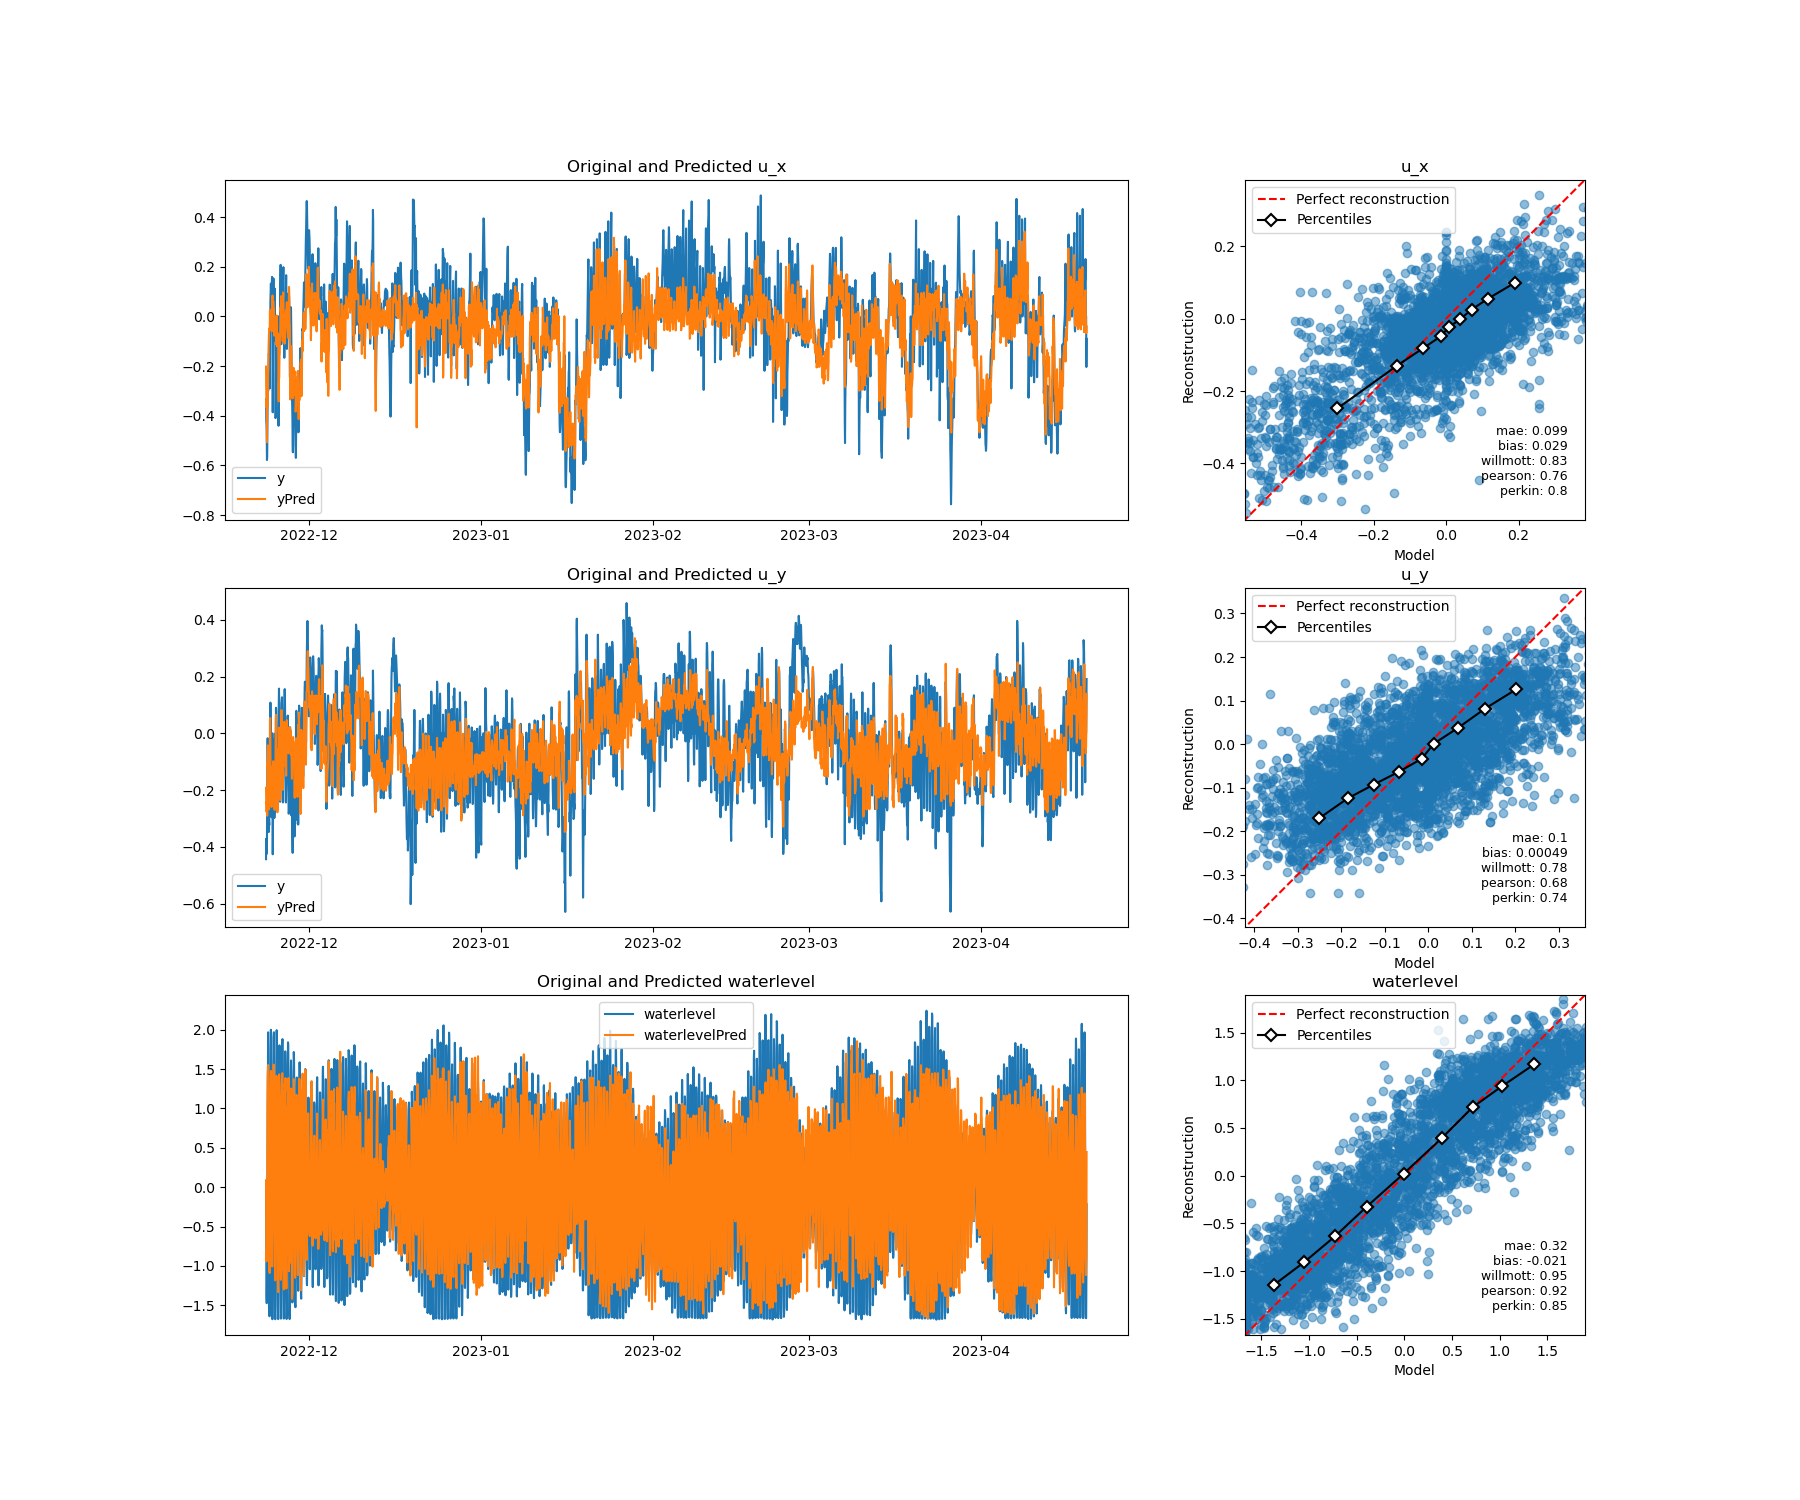 Original and Predicted u_x
0.4
0.2
0.0
−0.2
−0.4
−0.6
−0.8
y
yPred
2022-12
2023-01
2023-02
2023-03
2023-04
u_x
Perfect reconstruction
Percentiles
Reconstruction
0.2
0.0
−0.2
−0.4
mae: 0.099
bias: 0.029
willmott: 0.83
pearson: 0.76
perkin: 0.8
−0.4
−0.2
0.0
0.2
Model
Original and Predicted u_y
0.4
0.2
0.0
−0.2
−0.4
−0.6
y
yPred
2022-12
2023-01
2023-02
2023-03
2023-04
u_y
Perfect reconstruction
Percentiles
Reconstruction
0.3
0.2
0.1
0.0
−0.1
−0.2
−0.3
−0.4
mae: 0.1
bias: 0.00049
willmott: 0.78
pearson: 0.68
perkin: 0.74
−0.4
−0.3
−0.2
−0.1
0.0
0.1
0.2
0.3
Model
Original and Predicted waterlevel
waterlevel
waterlevelPred
2.0
1.5
1.0
0.5
0.0
−0.5
−1.0
−1.5
2022-12
2023-01
2023-02
2023-03
2023-04
waterlevel
Perfect reconstruction
Percentiles
Reconstruction
1.5
1.0
0.5
0.0
−0.5
−1.0
−1.5
mae: 0.32
bias: -0.021
willmott: 0.95
pearson: 0.92
perkin: 0.85
−1.5
−1.0
−0.5
0.0
0.5
1.0
1.5
Model